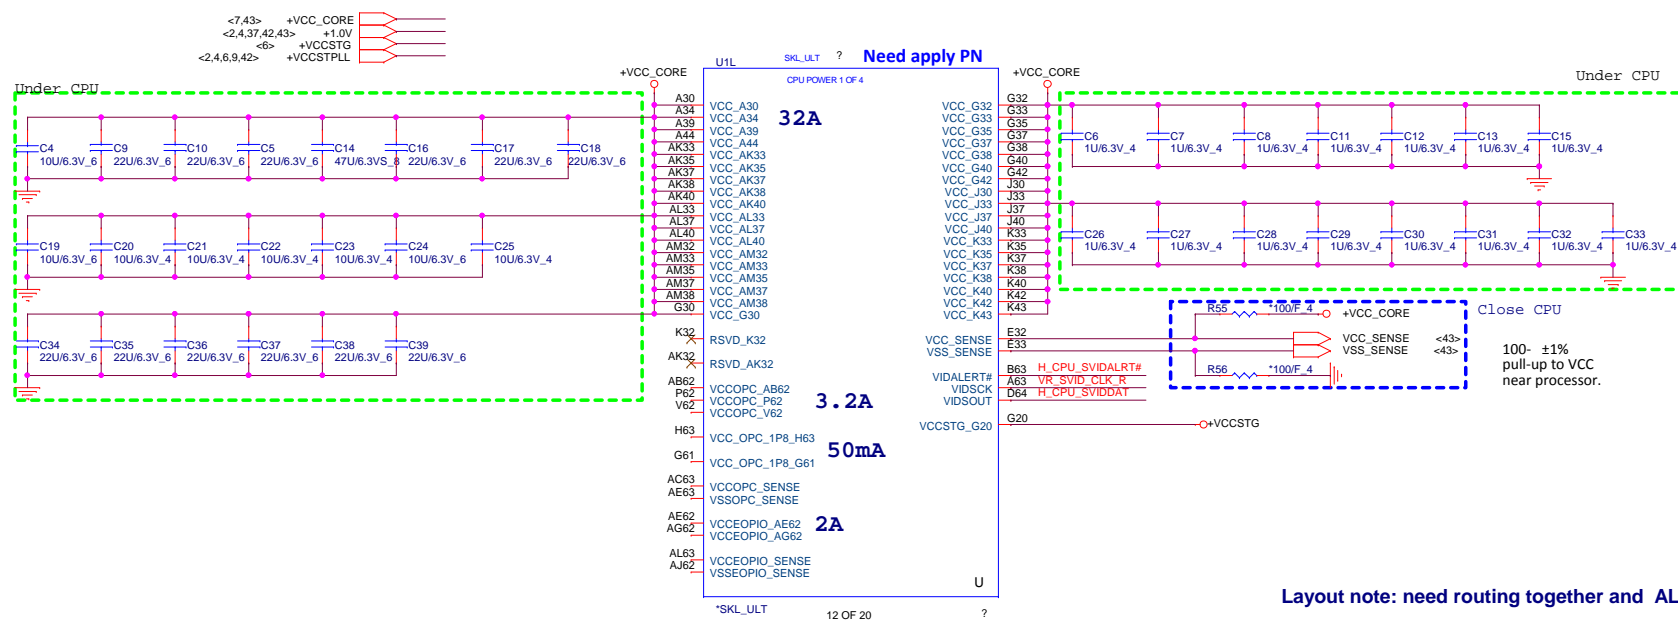 <7,43> +VCC_CORE
<2,4,37,42,43> +1.0V
<6> +VCCSTG
<2,4,6,9,42> +VCCSTPLL
U1L SKL_ULT ? Need apply PN
CPU POWER 1 OF 4
+VCC_CORE
+VCC_CORE
Under CPU
Under CPU
C4 10U/6.3V_6
C9 22U/6.3V_6
C10 22U/6.3V_6
C5 22U/6.3V_6
C14 47U/6.3VS_8
C16 22U/6.3V_6
C17 22U/6.3V_6
C18 22U/6.3V_6
C19 10U/6.3V_4
C20 10U/6.3V_4
C21 10U/6.3V_4
C22 10U/6.3V_4
C23 10U/6.3V_4
C24 10U/6.3V_4
C25 10U/6.3V_4
C34 22U/6.3V_6
C35 22U/6.3V_6
C36 22U/6.3V_6
C37 22U/6.3V_6
C38 22U/6.3V_6
C39 22U/6.3V_6
A30 VCC_A30
A34 VCC_A34
A39 VCC_A39
A44 VCC_A44
AK33 VCC_AK33
AK35 VCC_AK35
AK37 VCC_AK37
AK38 VCC_AK38
AK40 VCC_AK40
AL33 VCC_AL33
AL37 VCC_AL37
AL40 VCC_AL40
AM32 VCC_AM32
AM33 VCC_AM33
AM35 VCC_AM35
AM37 VCC_AM37
AM38 VCC_AM38
G30 VCC_G30
K32 RSVD_K32
AK32 RSVD_AK32
AB62 VCCOPC_AB62
P62 VCCOPC_P62
V62 VCCOPC_V62
H63 VCC_OPC_1P8_H63
G61 VCC_OPC_1P8_G61
AC63 VCCOPC_SENSE
AE63 VSSOPC_SENSE
AE62 VCCEOPIO_AE62
AG62 VCCEOPIO_AG62
AL63 VCCEOPIO_SENSE
AJ62 VSSEOPIO_SENSE
32A
3.2A
50mA
2A
VCC_G32 G32
VCC_G33 G33
VCC_G35 G35
VCC_G37 G37
VCC_G38 G38
VCC_G40 G40
VCC_G42 G42
VCC_J30 J30
VCC_J33 J33
VCC_J37 J37
VCC_J40 J40
VCC_K33 K33
VCC_K35 K35
VCC_K37 K37
VCC_K38 K38
VCC_K40 K40
VCC_K42 K42
VCC_K43 K43
VCC_SENSE E32
VSS_SENSE E33
VIDALERT# B63 H_CPU_SVIDALRT#
VIDSCK A63 VR_SVID_CLK_R
VIDSOUT D64 H_CPU_SVIDDAT
VCCSTG_G20 G20 +VCCSTG
C6 1U/6.3V_4
C7 1U/6.3V_4
C8 1U/6.3V_4
C11 1U/6.3V_4
C12 1U/6.3V_4
C13 1U/6.3V_4
C15 1U/6.3V_4
C26 1U/6.3V_4
C27 1U/6.3V_4
C28 1U/6.3V_4
C29 1U/6.3V_4
C30 1U/6.3V_4
C31 1U/6.3V_4
C32 1U/6.3V_4
C33 1U/6.3V_4
R55 *100/F_4 +VCC_CORE
VCC_SENSE <43>
VSS_SENSE <43>
R56 *100/F_4
Close CPU
100- ±1%
pull-up to VCC
near processor.
U
*SKL_ULT 12 OF 20 ?
Layout note: need routing together and AL